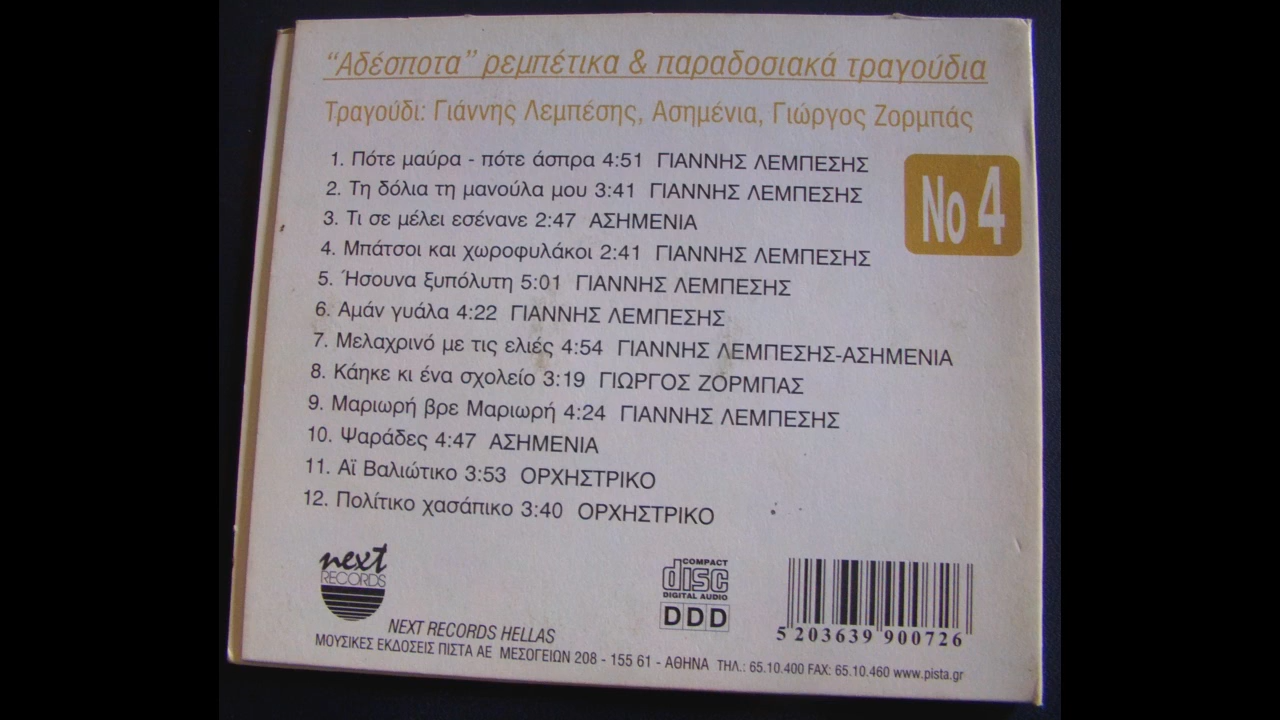 “Αδέσποτα” ρεμπέτικα & παραδοσιακά τραγούδια
Τραγούδι: Γιάννης Λεμπέσης, Ασημένια, Γιώργος Ζορμπάς
1. Πότε μαύρα - πότε άσπρα 4:51 ΓΙΑΝΝΗΣ ΛΕΜΠΕΣΗΣ
2. Τη δόλια τη μανούλα μου 3:41 ΓΙΑΝΝΗΣ ΛΕΜΠΕΣΗΣ
3. Τι σε μέλει εσένανε 2:47 ΑΣΗΜΕΝΙΑ
4. Μπάτσοι και χωροφυλάκοι 2:41 ΓΙΑΝΝΗΣ ΛΕΜΠΕΣΗΣ
5. Ήσουνα ξυπόλυτη 5:01 ΓΙΑΝΝΗΣ ΛΕΜΠΕΣΗΣ
6. Αμάν γυάλα 4:22 ΓΙΑΝΝΗΣ ΛΕΜΠΕΣΗΣ
7. Μελαχρινό με τις ελιές 4:54 ΓΙΑΝΝΗΣ ΛΕΜΠΕΣΗΣ-ΑΣΗΜΕΝΙΑ
8. Κάηκε κι ένα σχολείο 3:19 ΓΙΩΡΓΟΣ ΖΟΡΜΠΑΣ
9. Μαριωρή βρε Μαριωρή 4:24 ΓΙΑΝΝΗΣ ΛΕΜΠΕΣΗΣ
10. Ψαράδες 4:47 ΑΣΗΜΕΝΙΑ
11. Αϊ Βαλιώτικο 3:53 ΟΡΧΗΣΤΡΙΚΟ
12. Πολίτικο χασάπικο 3:40 ΟΡΧΗΣΤΡΙΚΟ
No 4
next
RECORDS
COMPACT
disc
DIGITAL AUDIO
DDD
5 203639 900726
NEXT RECORDS HELLAS
ΜΟΥΣΙΚΕΣ ΕΚΔΟΣΕΙΣ ΠΙΣΤΑ ΑΕ ΜΕΣΟΓΕΙΩΝ 208 - 155 61 - ΑΘΗΝΑ ΤΗΛ.: 65.10.400 FAX: 65.10.460 www.pista.gr